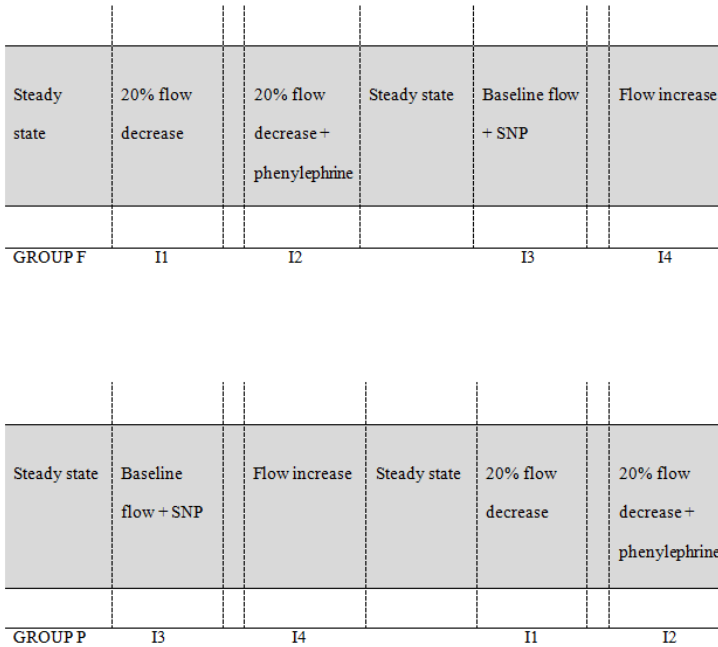 Steady
state
20% flow
decrease
20% flow
decrease +
phenylephrine
Steady state
Baseline flow
+ SNP
Flow increase
GROUP F I1 I2 I3 I4
Steady state
Baseline
flow + SNP
Flow increase
Steady state
20% flow
decrease
20% flow
decrease +
phenylephrine
GROUP P I3 I4 I1 I2